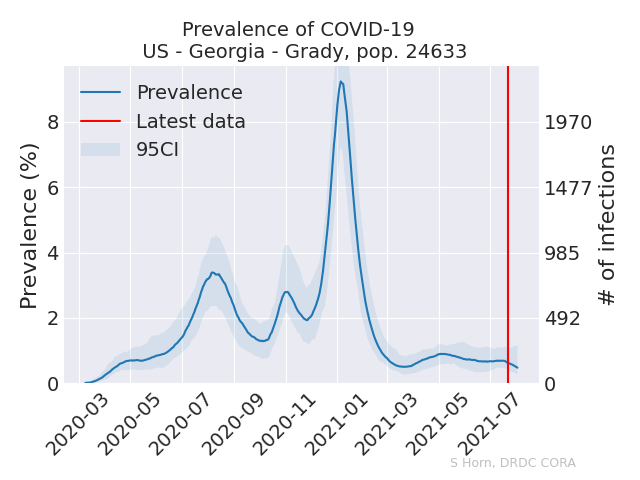 Prevalence of COVID-19
US - Georgia - Grady, pop. 24633
Prevalence
Latest data
95CI
Prevalence (%)
8
6
4
2
0
1970
1477
985
492
0
# of infections
2020-03
2020-05
2020-07
2020-09
2020-11
2021-01
2021-03
2021-05
2021-07
S Horn, DRDC CORA